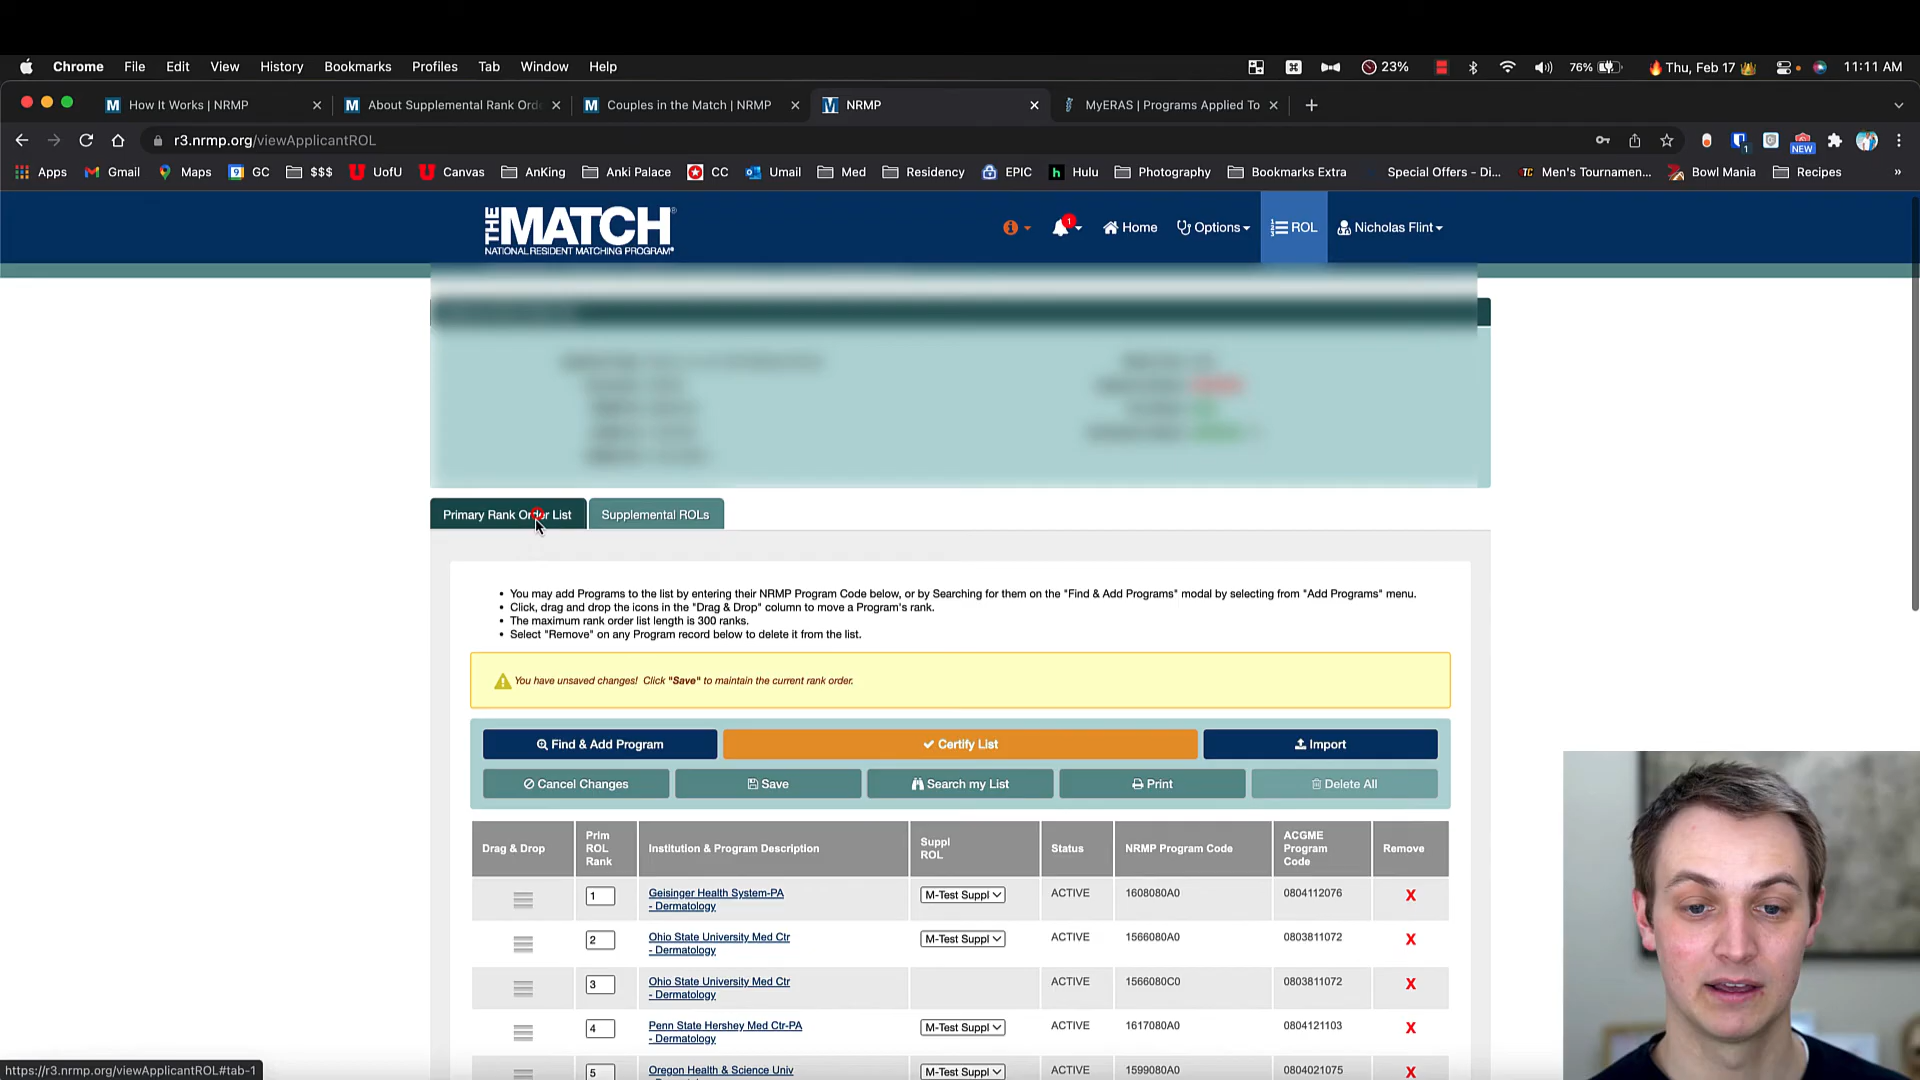 Chrome File Edit View History Bookmarks Profiles Tab Window Help 23% 76% Thu, Feb 17 11:11 AM
How It Works | NRMP About Supplemental Rank Orde Couples in the Match | NRMP NRMP MyERAS | Programs Applied To
r3.nrmp.org/viewApplicantROL 1 NEW
Apps Gmail Maps 9 GC $$$ UofU Canvas AnKing Anki Palace CC Umail Med Residency EPIC h Hulu Photography Bookmarks Extra Special Offers - Di... TC Men's Tournamen... Bowl Mania Recipes »
THE MATCH
NATIONAL RESIDENT MATCHING PROGRAM®
1 Home Options ROL Nicholas Flint
Primary Rank Order List Supplemental ROLs
• You may add Programs to the list by entering their NRMP Program Code below, or by Searching for them on the "Find & Add Programs" modal by selecting from "Add Programs" menu.
• Click, drag and drop the icons in the "Drag & Drop" column to move a Program's rank.
• The maximum rank order list length is 300 ranks.
• Select "Remove" on any Program record below to delete it from the list.
You have unsaved changes! Click "Save" to maintain the current rank order.
Find & Add Program Certify List Import
Cancel Changes Save Search my List Print Delete All
Drag & Drop Prim ROL Rank Institution & Program Description Suppl ROL Status NRMP Program Code ACGME Program Code Remove
1 Geisinger Health System-PA M-Test Suppl ACTIVE 1608080A0 0804112076 X
- Dermatology
2 Ohio State University Med Ctr M-Test Suppl ACTIVE 1566080A0 0803811072 X
- Dermatology
3 Ohio State University Med Ctr ACTIVE 1566080C0 0803811072 X
- Dermatology
4 Penn State Hershey Med Ctr-PA M-Test Suppl ACTIVE 1617080A0 0804121103 X
- Dermatology
5 Oregon Health & Science Univ M-Test Suppl ACTIVE 1599080A0 0804021075 X
https://r3.nrmp.org/viewApplicantROL#tab-1